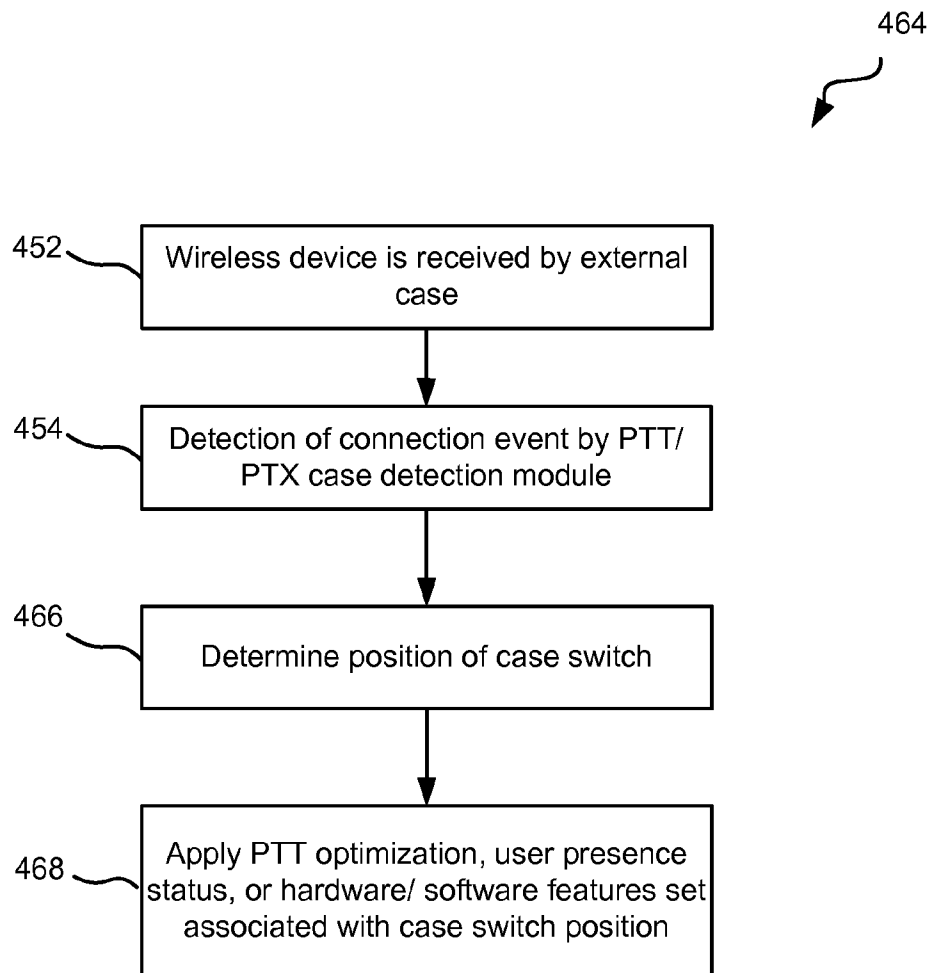 464
452
Wireless device is received by external
case
454
Detection of connection event by PTT/
PTX case detection module
466
Determine position of case switch
468
Apply PTT optimization, user presence
status, or hardware/ software features set
associated with case switch position